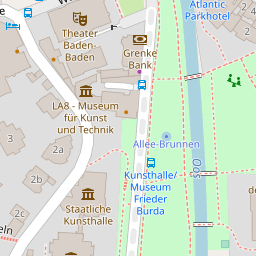 Theater
Baden-
Baden
Grenke
Bank
Atlantic
Parkhotel
LA8 - Museum
für Kunst
und Technik
Allee-Brunnen
Kunsthalle/
Museum
Frieder
Burda
Staatliche
Kunsthalle
2b
2a
3
2
Oos